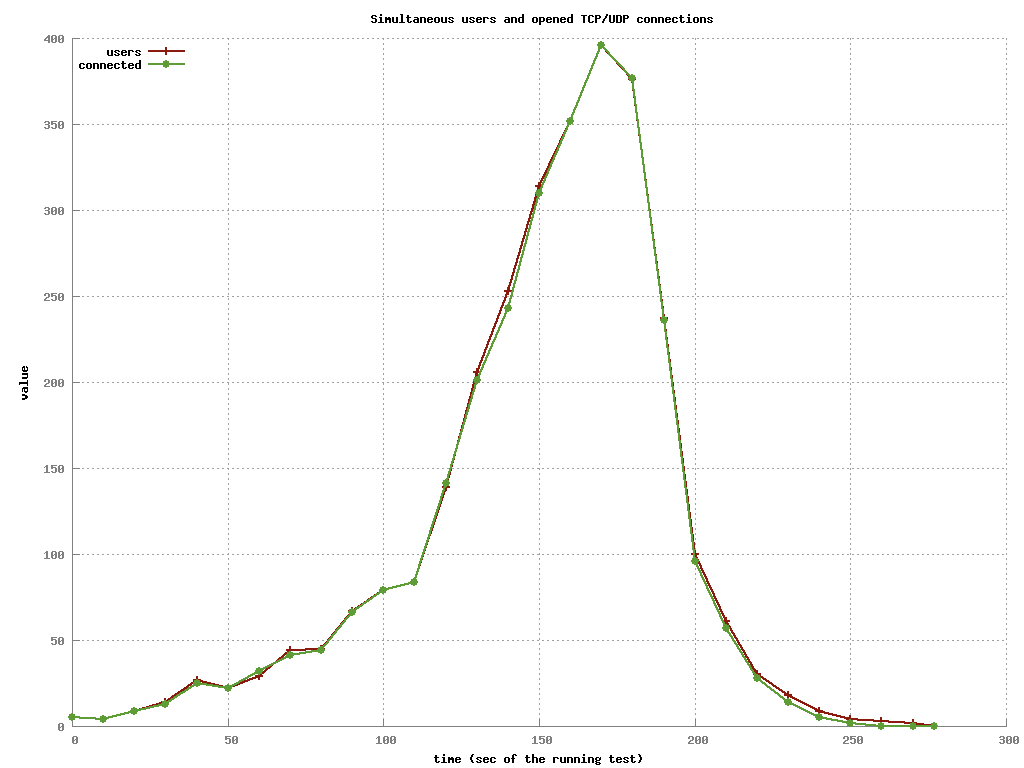 Simultaneous users and opened TCP/UDP connections
400
users
connected
350
300
250
value
200
150
100
50
0
0 50 100 150 200 250 300
time (sec of the running test)